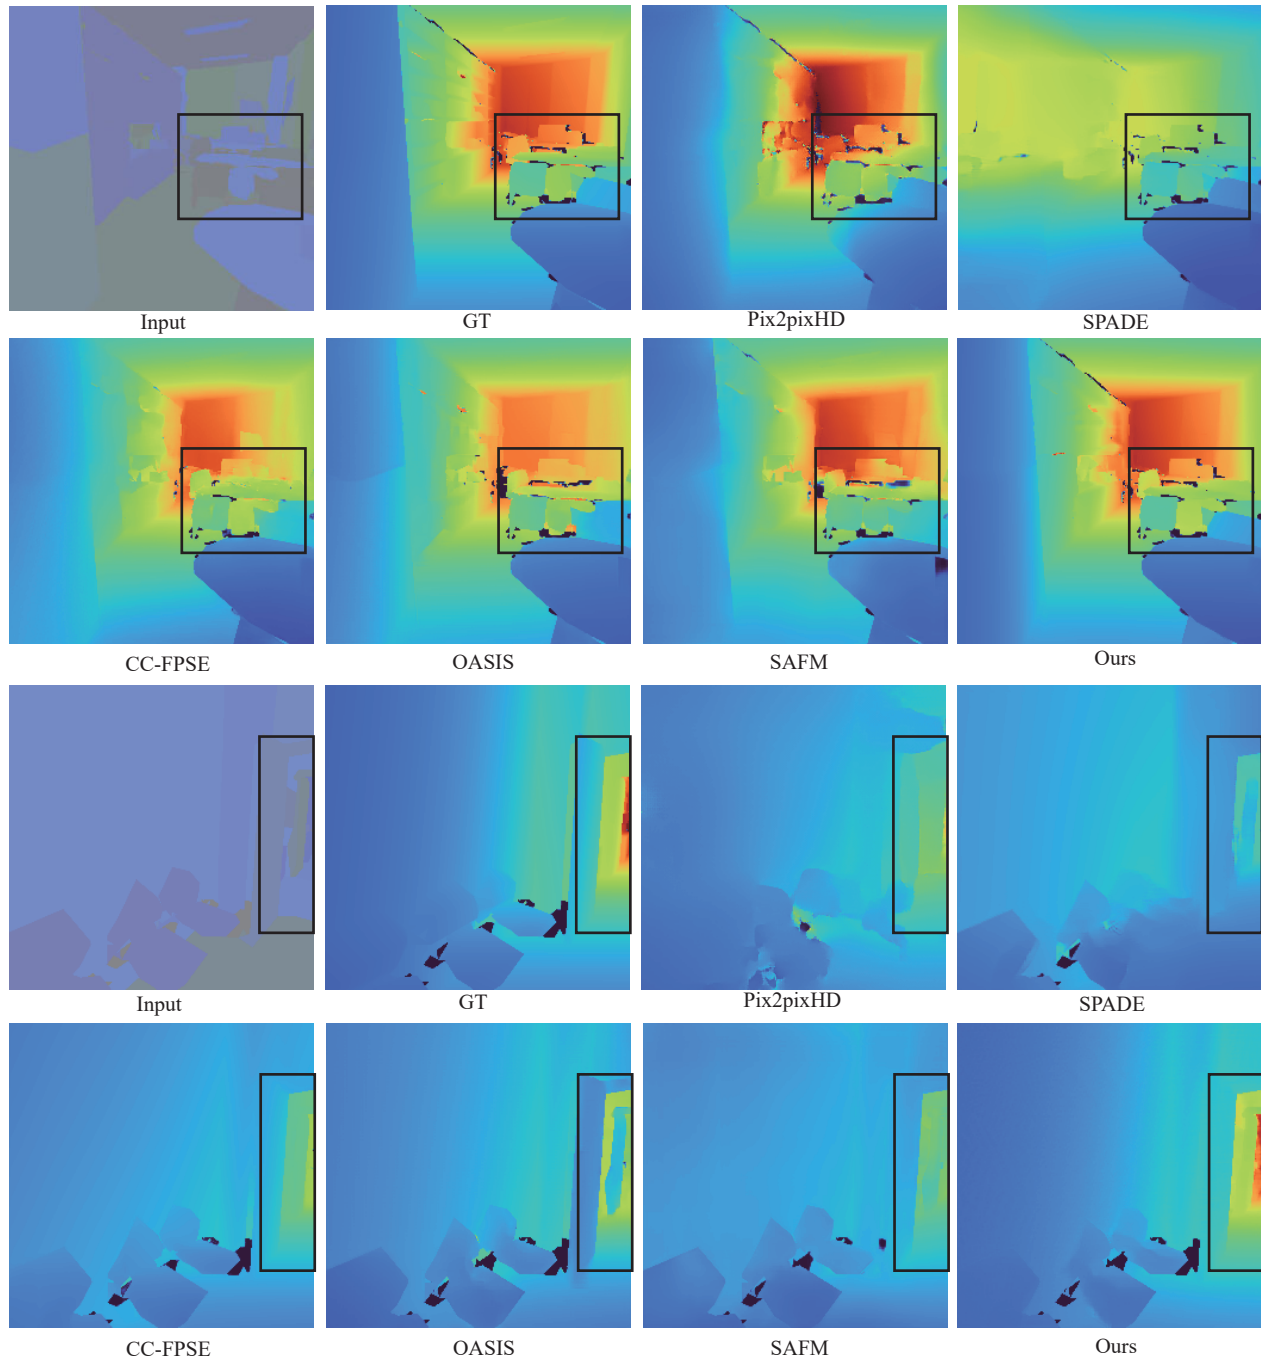 Input
GT
Pix2pixHD
SPADE
CC-FPSE
OASIS
SAFM
Ours
Input
GT
Pix2pixHD
SPADE
CC-FPSE
OASIS
SAFM
Ours